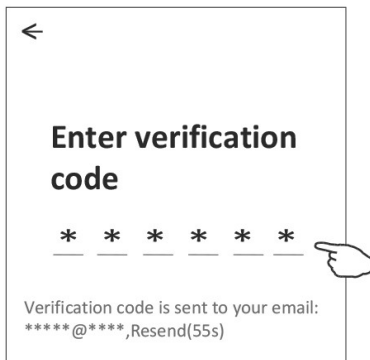 ←
Enter verification
code
* * * * * *
Verification code is sent to your email:
*****@****,Resend(55s)